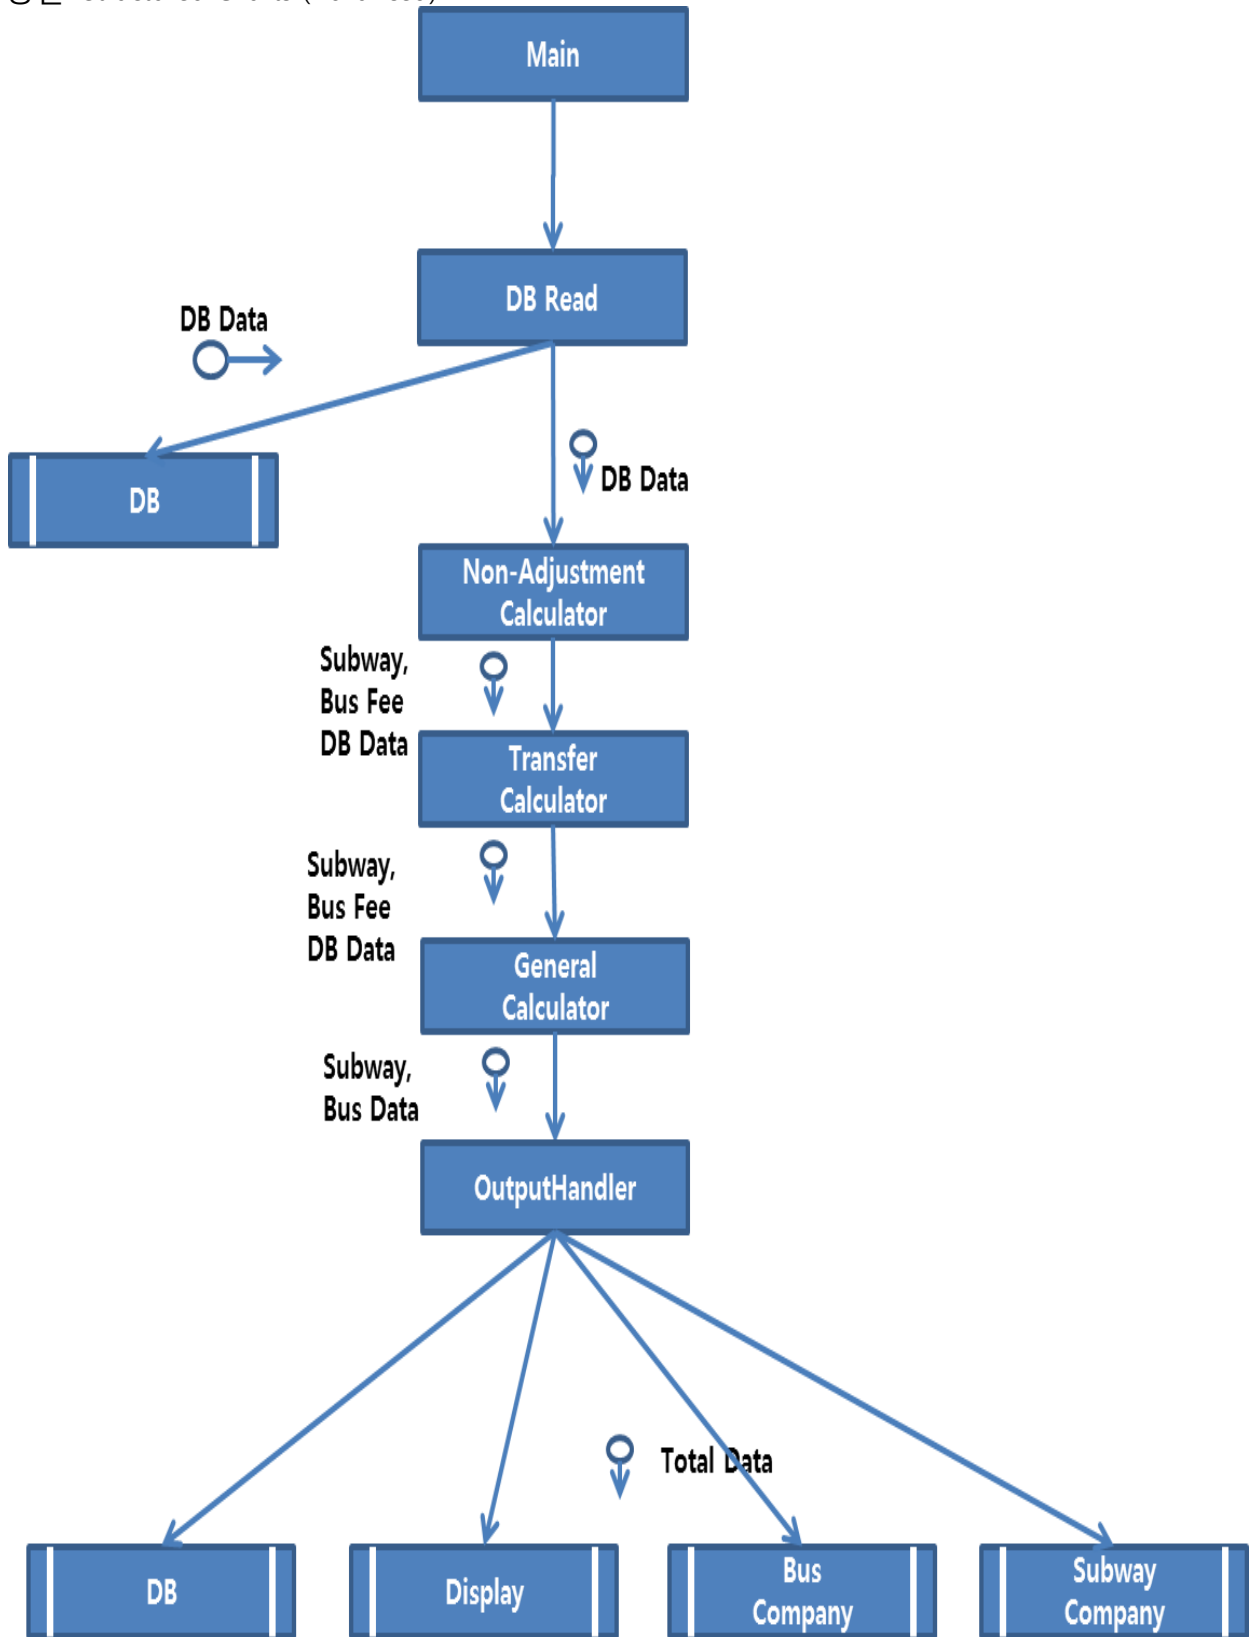 Main
DB Read
DB Data
DB Data
DB
Non-Adjustment
Calculator
Subway,
Bus Fee
DB Data
Transfer
Calculator
Subway,
Bus Fee
DB Data
General
Calculator
Subway,
Bus Data
OutputHandler
Total Data
DB
Display
Bus
Company
Subway
Company